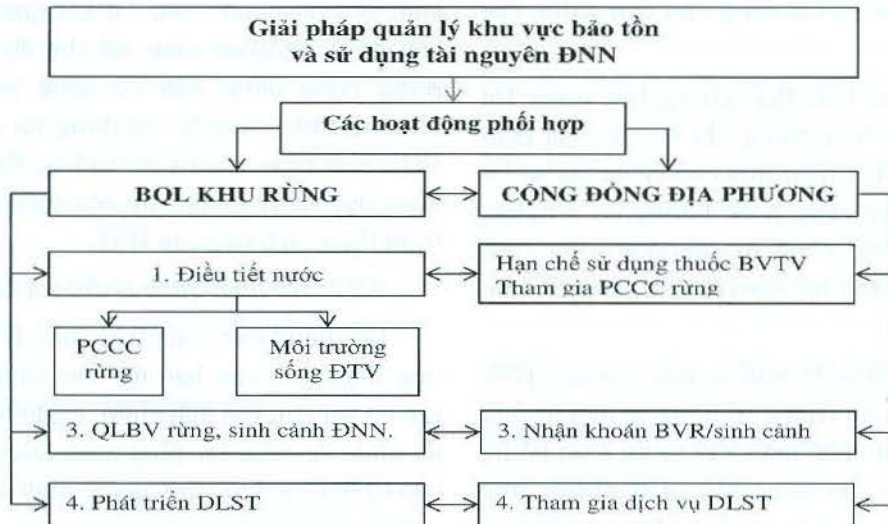 Giải pháp quản lý khu vực bảo tồn
và sử dụng tài nguyên ĐNN
Các hoạt động phối hợp
BQL KHU RỪNG
CỘNG ĐỒNG ĐỊA PHƯƠNG
1. Điều tiết nước
Hạn chế sử dụng thuốc BVTV
Tham gia PCCC rừng
PCCC
rừng
Môi trường
sống ĐTV
3. QLBV rừng, sinh cảnh ĐNN.
3. Nhận khoán BVR/sinh cảnh
4. Phát triển DLST
4. Tham gia dịch vụ DLST